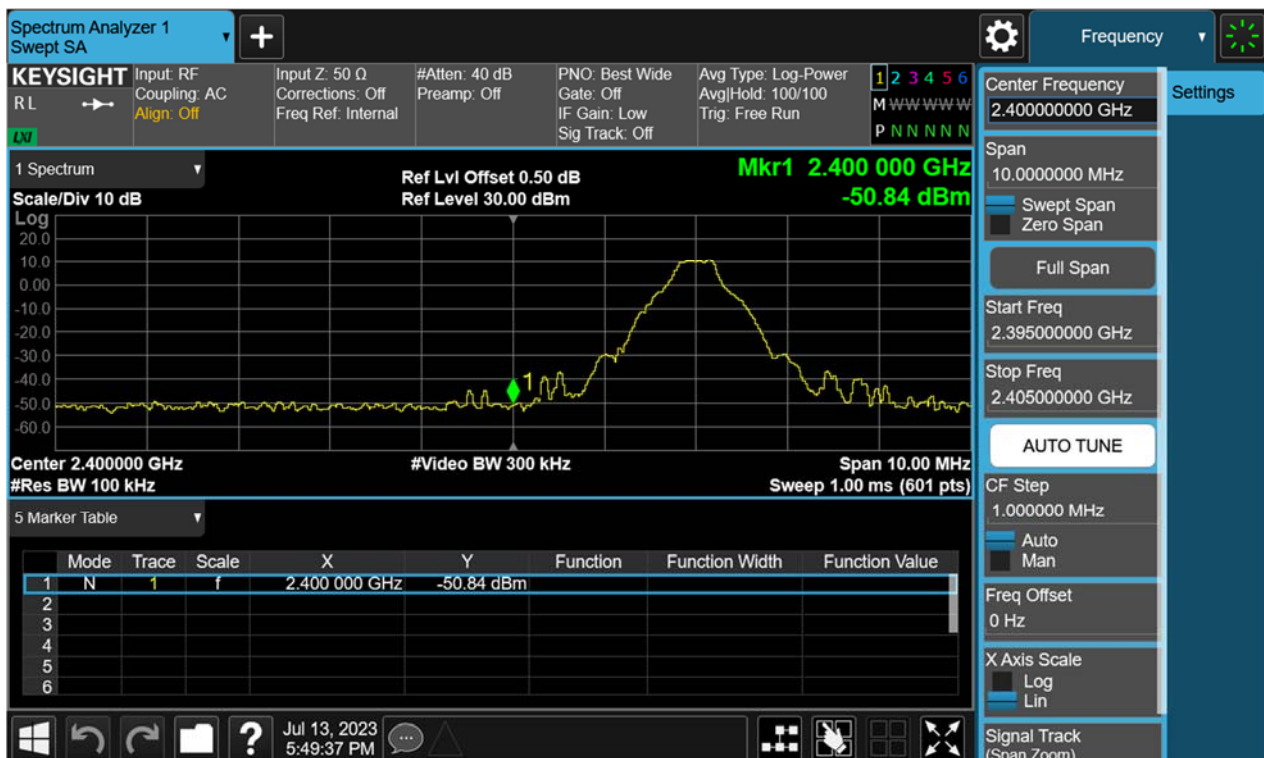 Spectrum Analyzer 1
Swept SA
+
Frequency
KEYSIGHT
R L
LXI
Input: RF
Coupling: AC
Align: Off
Input Z: 50 Ω
Corrections: Off
Freq Ref: Internal
#Atten: 40 dB
Preamp: Off
PNO: Best Wide
Gate: Off
IF Gain: Low
Sig Track: Off
Avg Type: Log-Power
Avg|Hold: 100/100
Trig: Free Run
1 2 3 4 5 6
M W W W W W
P N N N N N
1 Spectrum
Scale/Div 10 dB
Ref Lvl Offset 0.50 dB
Ref Level 30.00 dBm
Mkr1 2.400 000 GHz
-50.84 dBm
Log
20.0
10.0
0.00
-10.0
-20.0
-30.0
-40.0
-50.0
-60.0
1
Center 2.400000 GHz
#Video BW 300 kHz
Span 10.00 MHz
#Res BW 100 kHz
Sweep 1.00 ms (601 pts)
5 Marker Table
Mode Trace Scale X Y Function Function Width Function Value
1 N 1 f 2.400 000 GHz -50.84 dBm
2
3
4
5
6
?
Jul 13, 2023
5:49:37 PM
Center Frequency
2.400000000 GHz
Settings
Span
10.0000000 MHz
Swept Span
Zero Span
Full Span
Start Freq
2.395000000 GHz
Stop Freq
2.405000000 GHz
AUTO TUNE
CF Step
1.000000 MHz
Auto
Man
Freq Offset
0 Hz
X Axis Scale
Log
Lin
Signal Track
(Span Zoom)